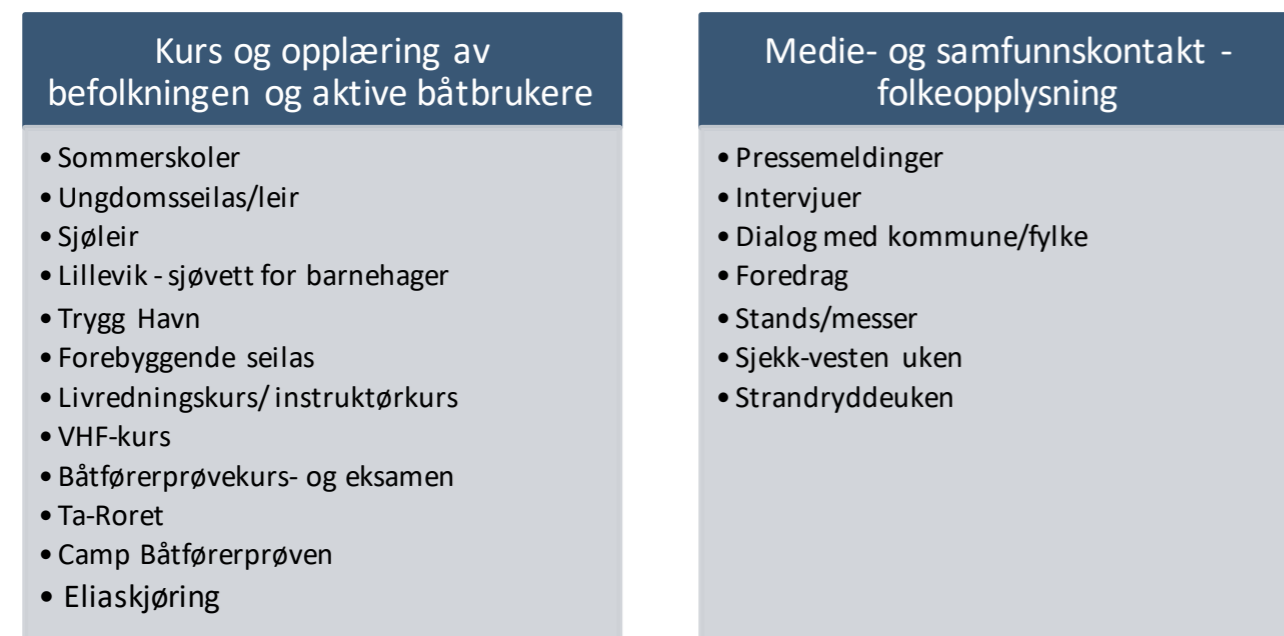 Kurs og opplæring av
befolkningen og aktive båtbrukere
• Sommerskoler
• Ungdomsseilas/leir
• Sjøleir
• Lillevik - sjøvett for barnehager
• Trygg Havn
• Forebyggende seilas
• Livredningskurs/ instruktørkurs
• VHF-kurs
• Båtførerprøvekurs- og eksamen
• Ta-Roret
• Camp Båtførerprøven
• Eliaskjøring
Medie- og samfunnskontakt -
folkeopplysning
• Pressemeldinger
• Intervjuer
• Dialog med kommune/fylke
• Foredrag
• Stands/messer
• Sjekk-vesten uken
• Strandryddeuken